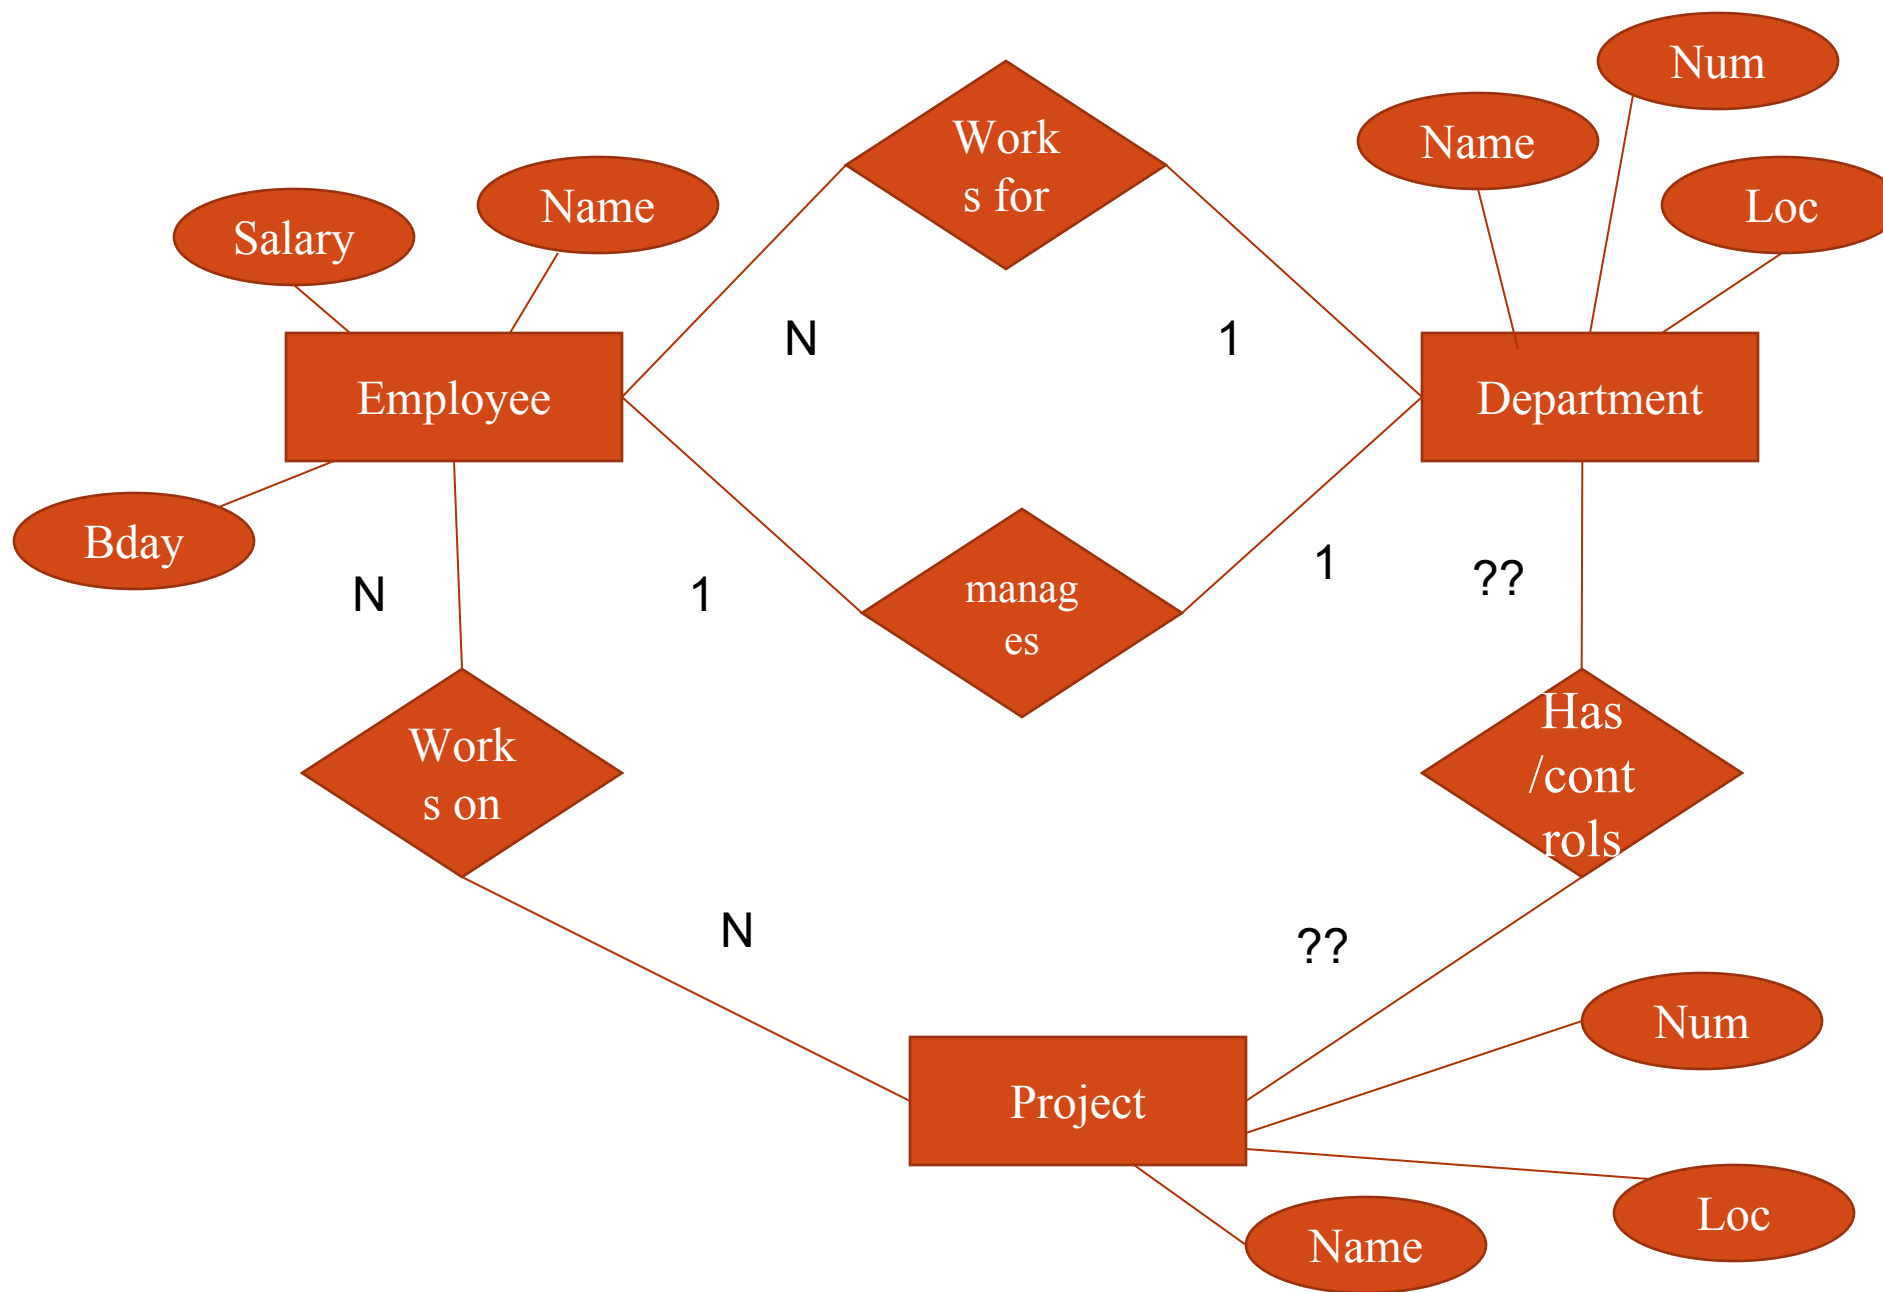 Num
Name
Work
s for
Loc
Name
Salary
N
1
Employee
Department
Bday
N
1
manag
es
1
??
Work
s on
Has
/cont
rols
N
??
Num
Project
Loc
Name